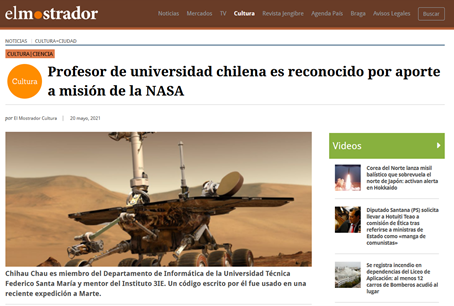 elmostrador
Noticias Mercados TV Cultura Revista Jengibre Agenda País Braga Avisos Legales Buscar
NOTICIAS CULTURA+CIUDAD
CULTURA|CIENCIA
Cultura
Profesor de universidad chilena es reconocido por aporte
a misión de la NASA
por El Mostrador Cultura | 20 mayo, 2021
Videos
Corea del Norte lanza misil
balístico que sobrevuela el
norte de Japón: activan alerta
en Hokkaido
Diputado Santana (PS) solicita
llevar a Hotuiti Teao a
comisión de Ética tras
referirse a ministras de
Estado como «manga de
comunistas»
Se registra incendio en
dependencias del Liceo de
Aplicación: al menos 12
carros de Bomberos acudió al
Chihau Chau es miembro del Departamento de Informática de la Universidad Técnica
Federico Santa María y mentor del Instituto 3IE. Un código escrito por él fue usado en una
reciente expedición a Marte.